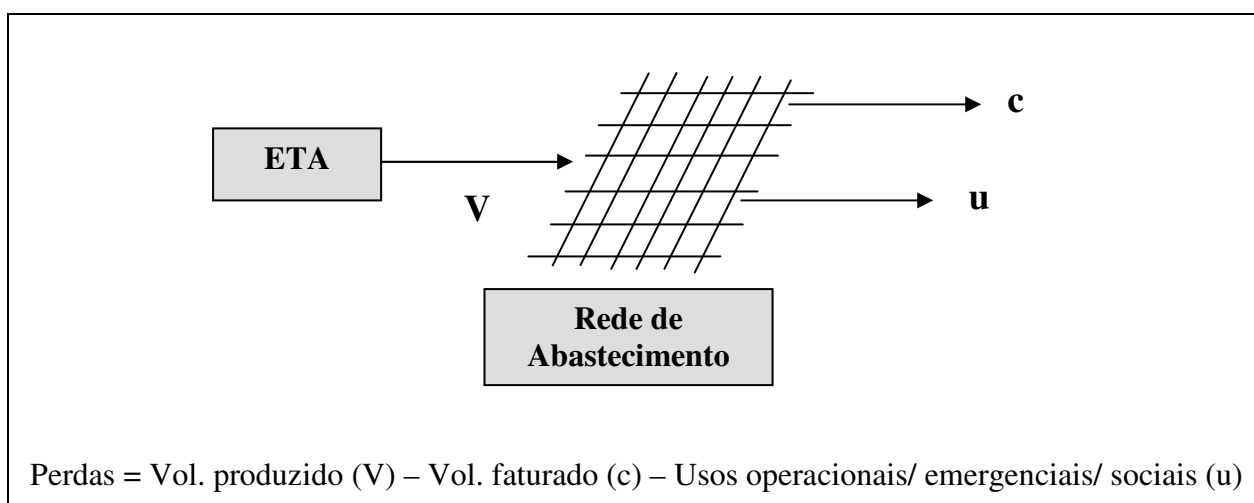 c
ETA
V
u
Rede de
Abastecimento
Perdas = Vol. produzido (V) – Vol. faturado (c) – Usos operacionais/ emergenciais/ sociais (u)